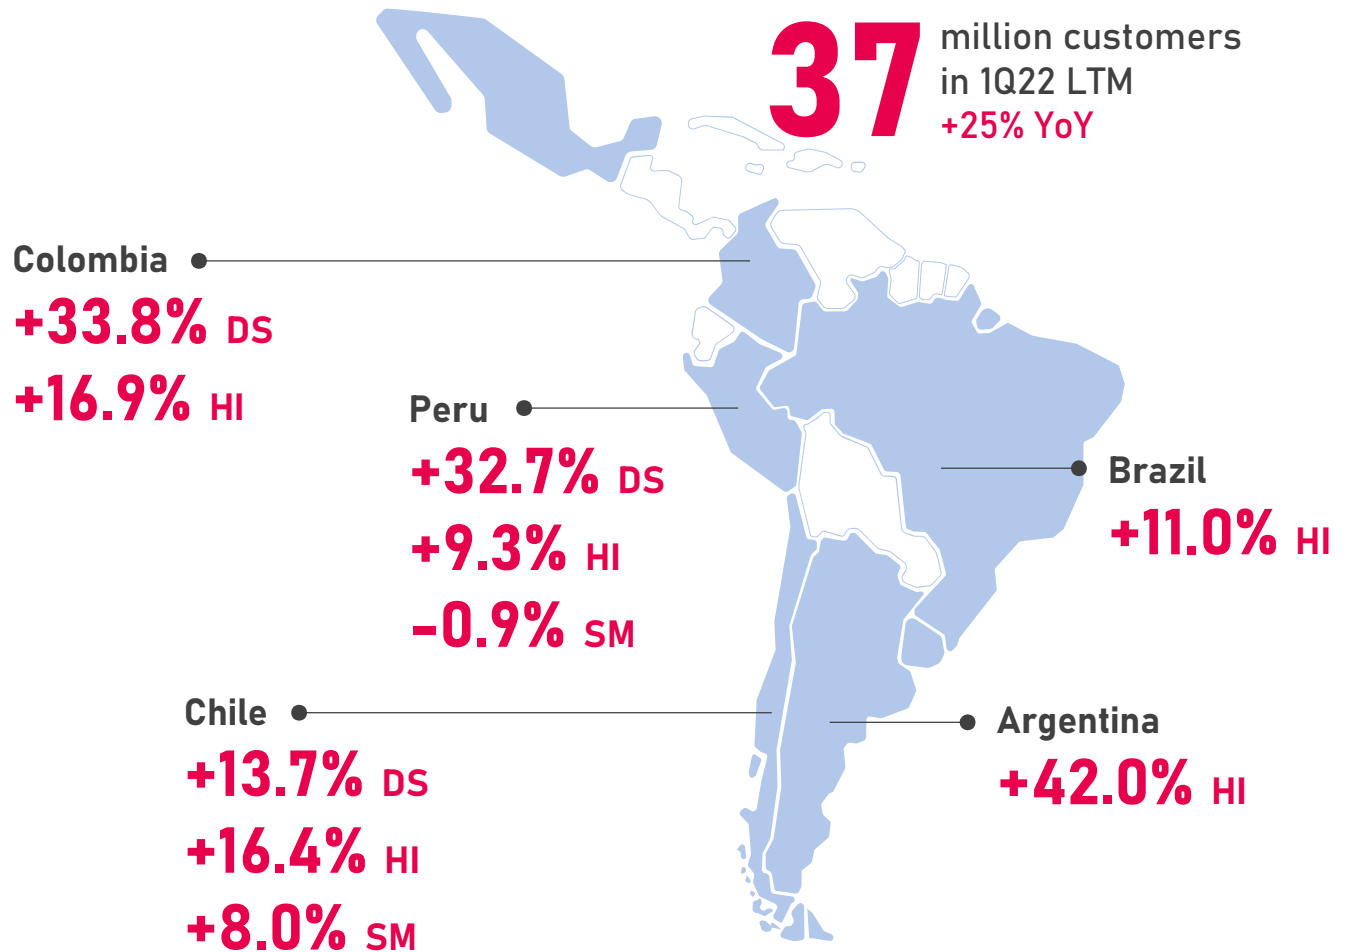 37
million customers
in 1Q22 LTM
+25% YoY
Colombia
+33.8% DS
+16.9% HI
Peru
+32.7% DS
+9.3% HI
-0.9% SM
Brazil
+11.0% HI
Chile
+13.7% DS
+16.4% HI
+8.0% SM
Argentina
+42.0% HI